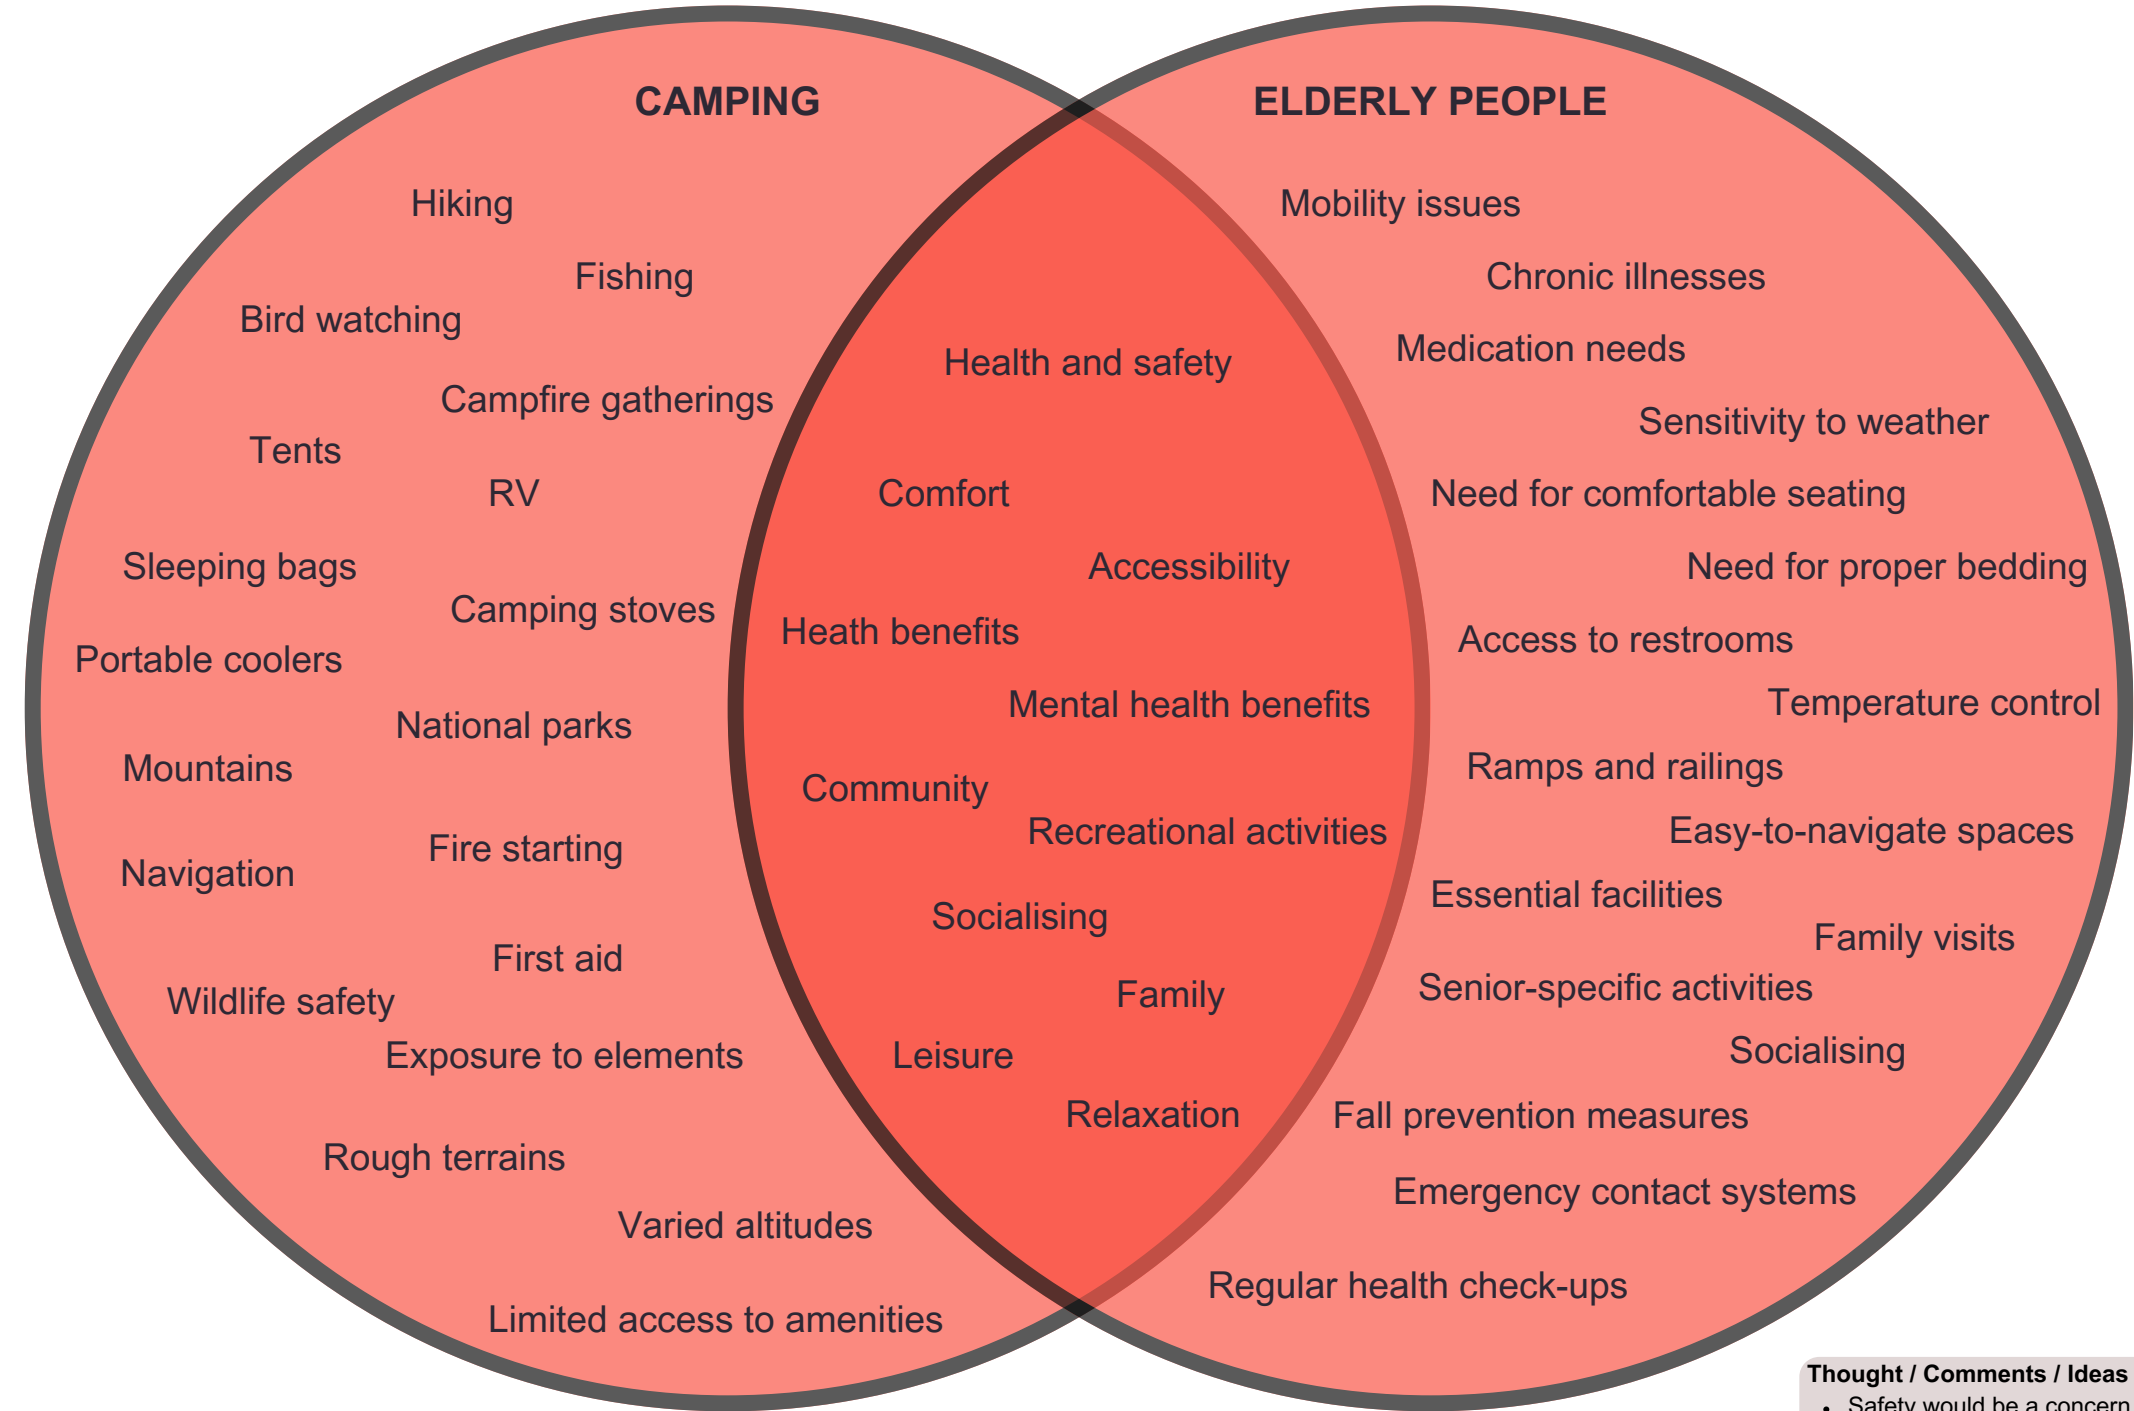 CAMPING
Hiking
Fishing
Bird watching
Campfire gatherings
Tents
RV
Sleeping bags
Camping stoves
Portable coolers
National parks
Mountains
Fire starting
Navigation
First aid
Wildlife safety
Exposure to elements
Rough terrains
Varied altitudes
Limited access to amenities
Health and safety
Comfort
Accessibility
Heath benefits
Mental health benefits
Community
Recreational activities
Socialising
Family
Leisure
Relaxation
ELDERLY PEOPLE
Mobility issues
Chronic illnesses
Medication needs
Sensitivity to weather
Need for comfortable seating
Need for proper bedding
Access to restrooms
Temperature control
Ramps and railings
Easy-to-navigate spaces
Essential facilities
Family visits
Senior-specific activities
Socialising
Fall prevention measures
Emergency contact systems
Regular health check-ups
Thought / Comments / Ideas
• Safety would be a concern